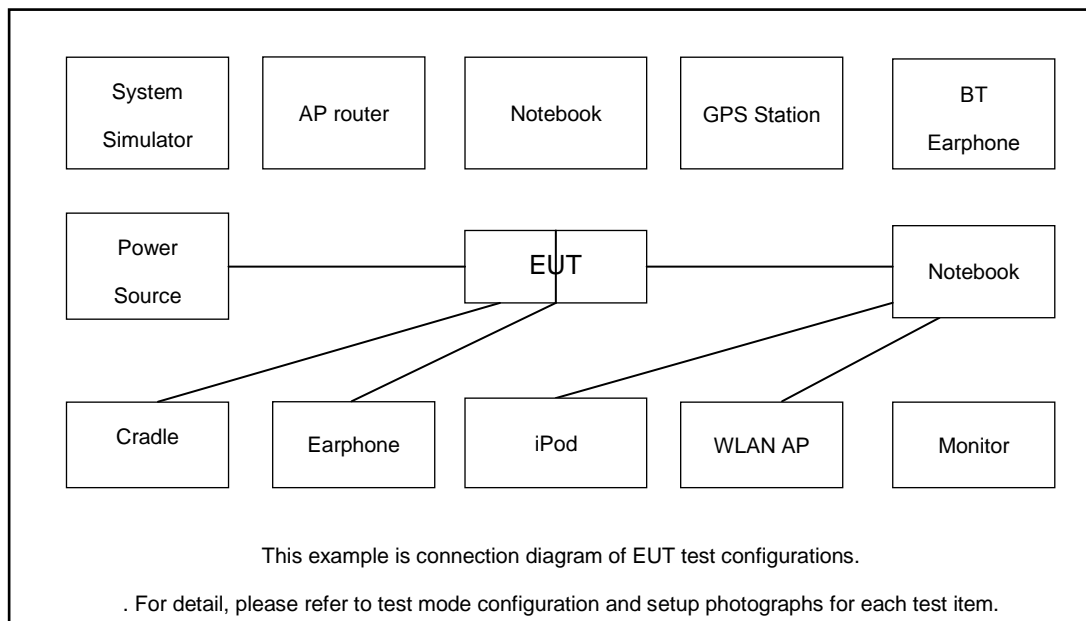 System
Simulator
AP router
Notebook
GPS Station
BT
Earphone
Power
Source
EUT
Notebook
Cradle
Earphone
iPod
WLAN AP
Monitor
This example is connection diagram of EUT test configurations.
. For detail, please refer to test mode configuration and setup photographs for each test item.